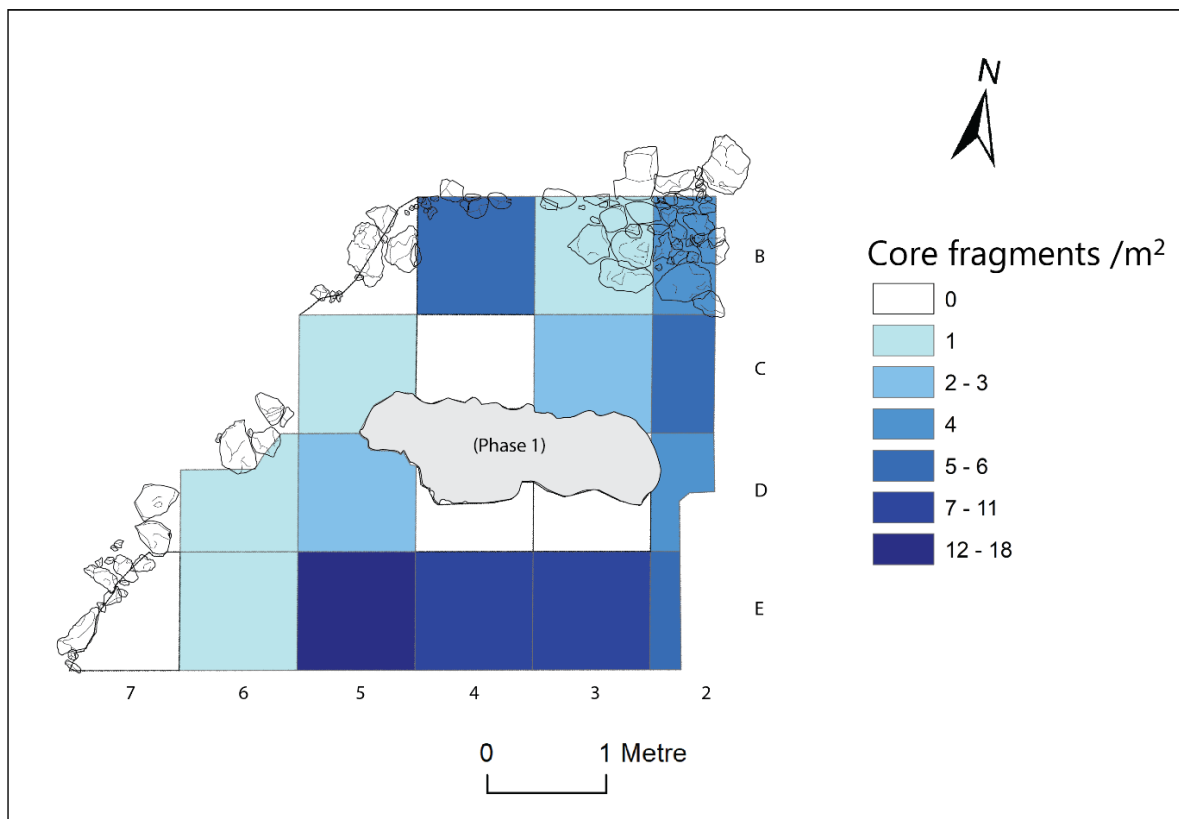 N
B
Core fragments /m²
0
1
C
2 - 3
4
(Phase 1)
5 - 6
D
7 - 11
12 - 18
E
7 6 5 4 3 2
0 1 Metre